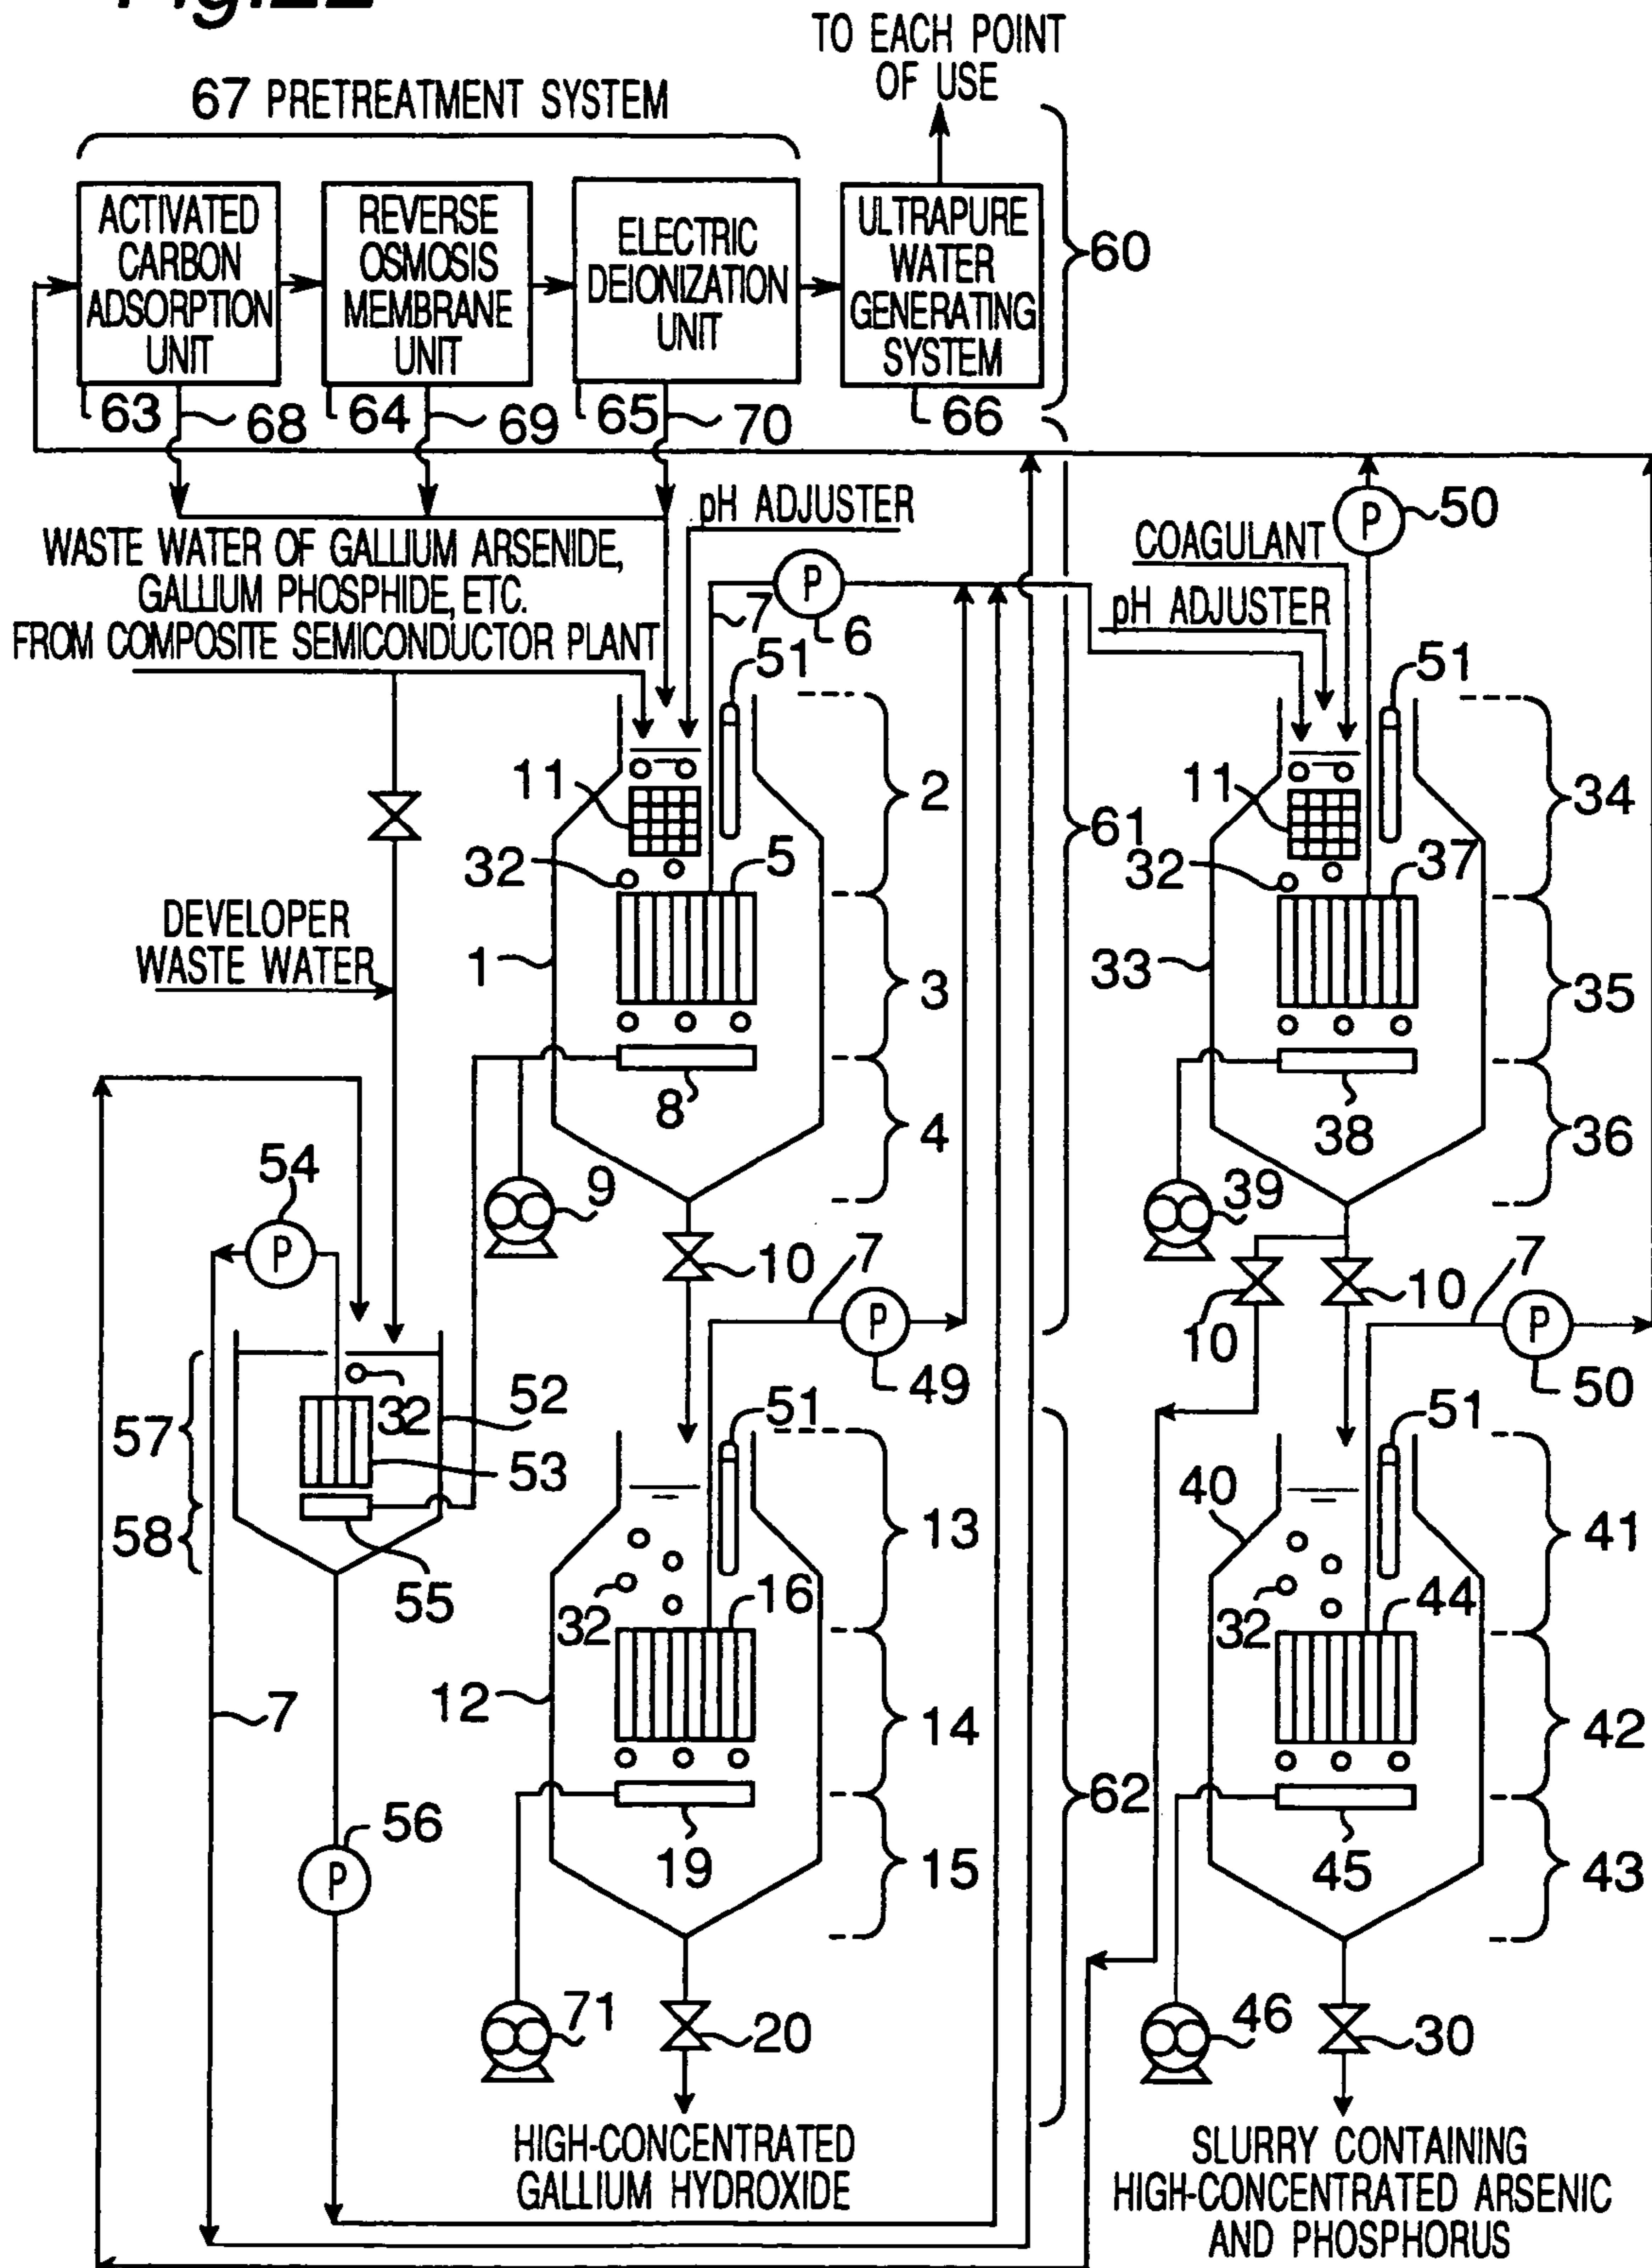 Fig.22
TO EACH POINT
OF USE
67 PRETREATMENT SYSTEM
ACTIVATED
CARBON
ADSORPTION
UNIT
REVERSE
OSMOSIS
MEMBRANE
UNIT
ELECTRIC
DEIONIZATION
UNIT
ULTRAPURE
WATER
GENERATING
SYSTEM
60
63
68
64
69
65
70
66
pH ADJUSTER
P
50
WASTE WATER OF GALLIUM ARSENIDE,
GALLIUM PHOSPHIDE, ETC.
FROM COMPOSITE SEMICONDUCTOR PLANT
COAGULANT
pH ADJUSTER
7
P
6
51
51
11
2
61
11
34
32
5
32
37
DEVELOPER
WASTE WATER
1
3
33
35
8
4
38
36
54
P
9
39
10
7
P
49
10
10
7
P
50
32
52
57
53
58
55
51
13
51
40
41
32
16
32
44
7
12
14
42
62
56
P
19
15
45
43
71
20
46
30
HIGH-CONCENTRATED
GALLIUM HYDROXIDE
SLURRY CONTAINING
HIGH-CONCENTRATED ARSENIC
AND PHOSPHORUS